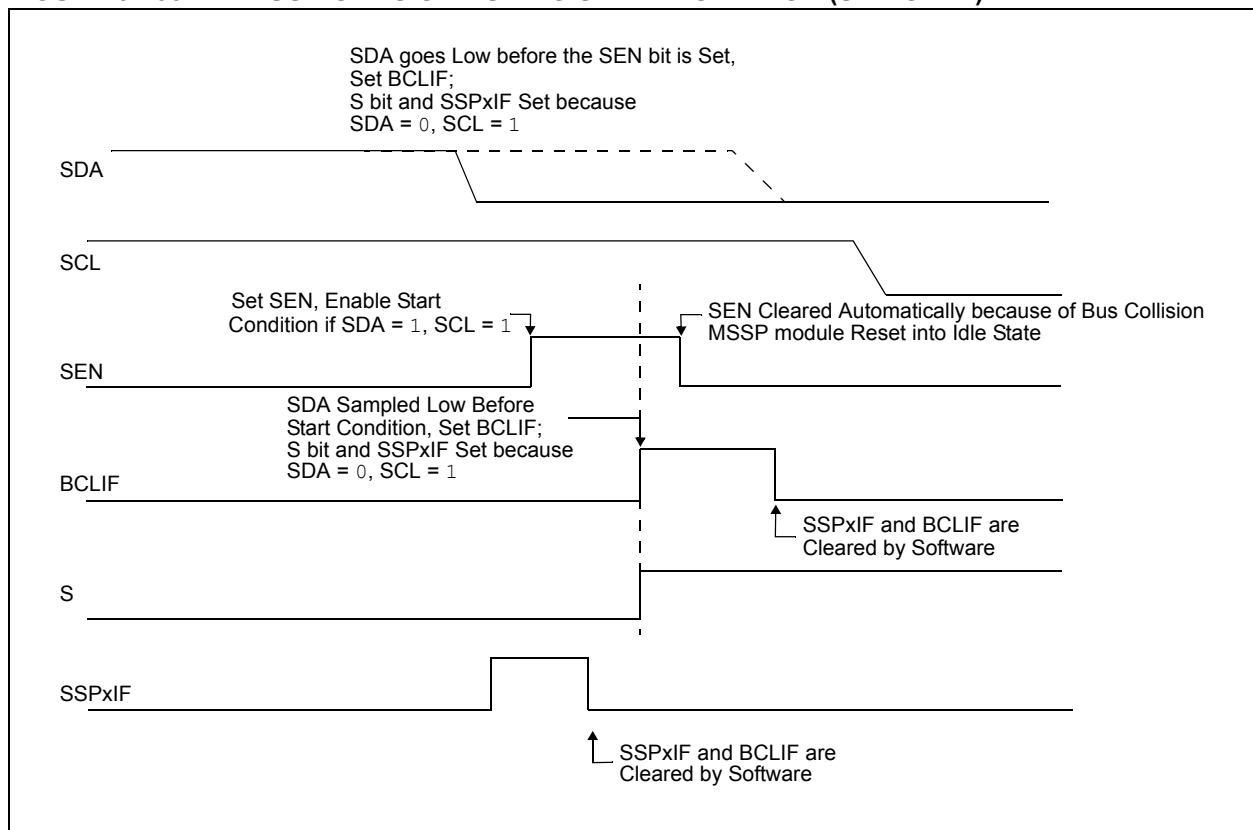 SDA goes Low before the SEN bit is Set,
Set BCLIF;
S bit and SSPxIF Set because
SDA = 0, SCL = 1
SDA
SCL
Set SEN, Enable Start
Condition if SDA = 1, SCL = 1
SEN Cleared Automatically because of Bus Collision
MSSP module Reset into Idle State
SEN
SDA Sampled Low Before
Start Condition, Set BCLIF;
S bit and SSPxIF Set because
SDA = 0, SCL = 1
BCLIF
SSPxIF and BCLIF are
Cleared by Software
S
SSPxIF
SSPxIF and BCLIF are
Cleared by Software